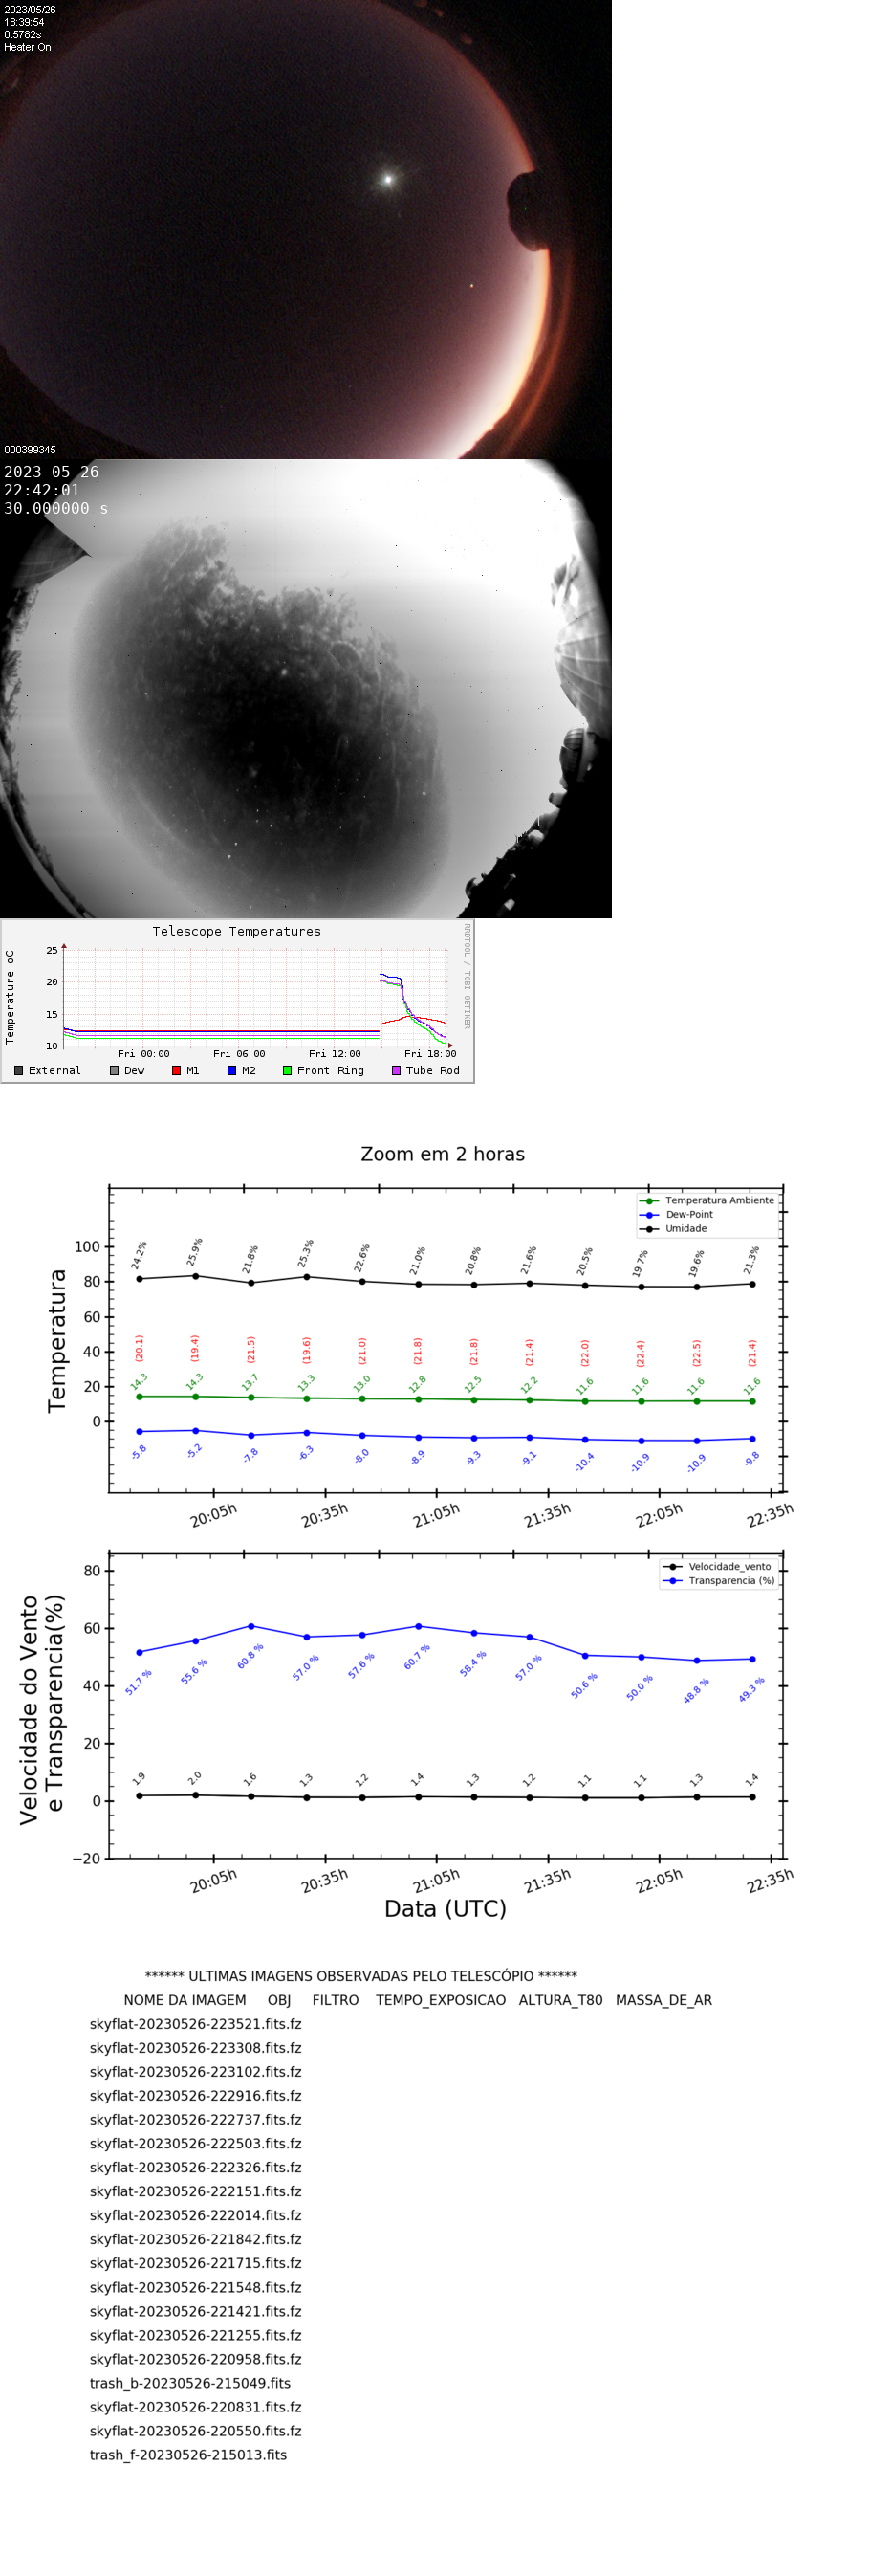 2023/05/26
18:39:54
0.5782s
Heater On
000399345
2023-05-26
22:42:01
30.000000 s
Telescope Temperatures
RRDTOOL / TOBI OETIKER
Temperature oC
25
20
15
10
Fri 00:00 Fri 06:00 Fri 12:00 Fri 18:00
External Dew M1 M2 Front Ring Tube Rod
Zoom em 2 horas
Temperatura Ambiente
Dew-Point
Umidade
Temperatura
100
80
60
40
20
0
24.2% 25.9% 21.8% 25.3% 22.6% 21.0% 20.8% 21.6% 20.5% 19.7% 19.6% 21.3%
(20.1) (19.4) (21.5) (19.6) (21.0) (21.8) (21.8) (21.4) (22.0) (22.4) (22.5) (21.4)
14.3 14.3 13.7 13.3 13.0 12.8 12.5 12.2 11.6 11.6 11.6 11.6
-5.8 -5.2 -7.8 -6.3 -8.0 -8.9 -9.3 -9.1 -10.4 -10.9 -10.9 -9.8
20:05h 20:35h 21:05h 21:35h 22:05h 22:35h
Velocidade_vento
Transparencia (%)
Velocidade do Vento
e Transparencia(%)
80
60
40
20
0
−20
51.7 % 55.6 % 60.8 % 57.0 % 57.6 % 60.7 % 58.4 % 57.0 % 50.6 % 50.0 % 48.8 % 49.3 %
1.9 2.0 1.6 1.3 1.2 1.4 1.3 1.2 1.1 1.1 1.3 1.4
20:05h 20:35h 21:05h 21:35h 22:05h 22:35h
Data (UTC)
****** ULTIMAS IMAGENS OBSERVADAS PELO TELESCÓPIO ******
NOME DA IMAGEM OBJ FILTRO TEMPO_EXPOSICAO ALTURA_T80 MASSA_DE_AR
skyflat-20230526-223521.fits.fz
skyflat-20230526-223308.fits.fz
skyflat-20230526-223102.fits.fz
skyflat-20230526-222916.fits.fz
skyflat-20230526-222737.fits.fz
skyflat-20230526-222503.fits.fz
skyflat-20230526-222326.fits.fz
skyflat-20230526-222151.fits.fz
skyflat-20230526-222014.fits.fz
skyflat-20230526-221842.fits.fz
skyflat-20230526-221715.fits.fz
skyflat-20230526-221548.fits.fz
skyflat-20230526-221421.fits.fz
skyflat-20230526-221255.fits.fz
skyflat-20230526-220958.fits.fz
trash_b-20230526-215049.fits
skyflat-20230526-220831.fits.fz
skyflat-20230526-220550.fits.fz
trash_f-20230526-215013.fits